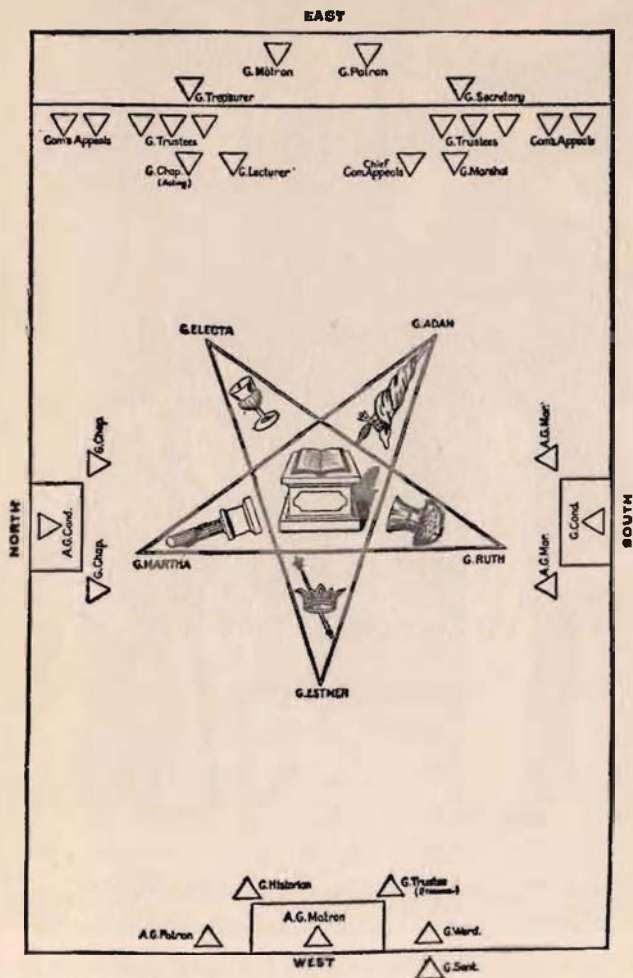 EAST
G. Matron
G. Patron
G. Treasurer
G. Secretary
Com's Appeals
G. Trustees
G. Trustees
Com's Appeals
G. Chap.
(Acting)
G. Lecturer
Chief
Com. Appeals
G. Marshal
G. ELECTA
G. ADAH
G. Chap.
A.G. Mar.
NORTH
A.G. Cond.
G. Cond.
SOUTH
G. Chap.
A.G. Mar.
G. MARTHA
G. RUTH
G. ESTHER
G. Historian
G. Trustee
A.G. Patron
A.G. Matron
G. Ward.
WEST
G. Sent.